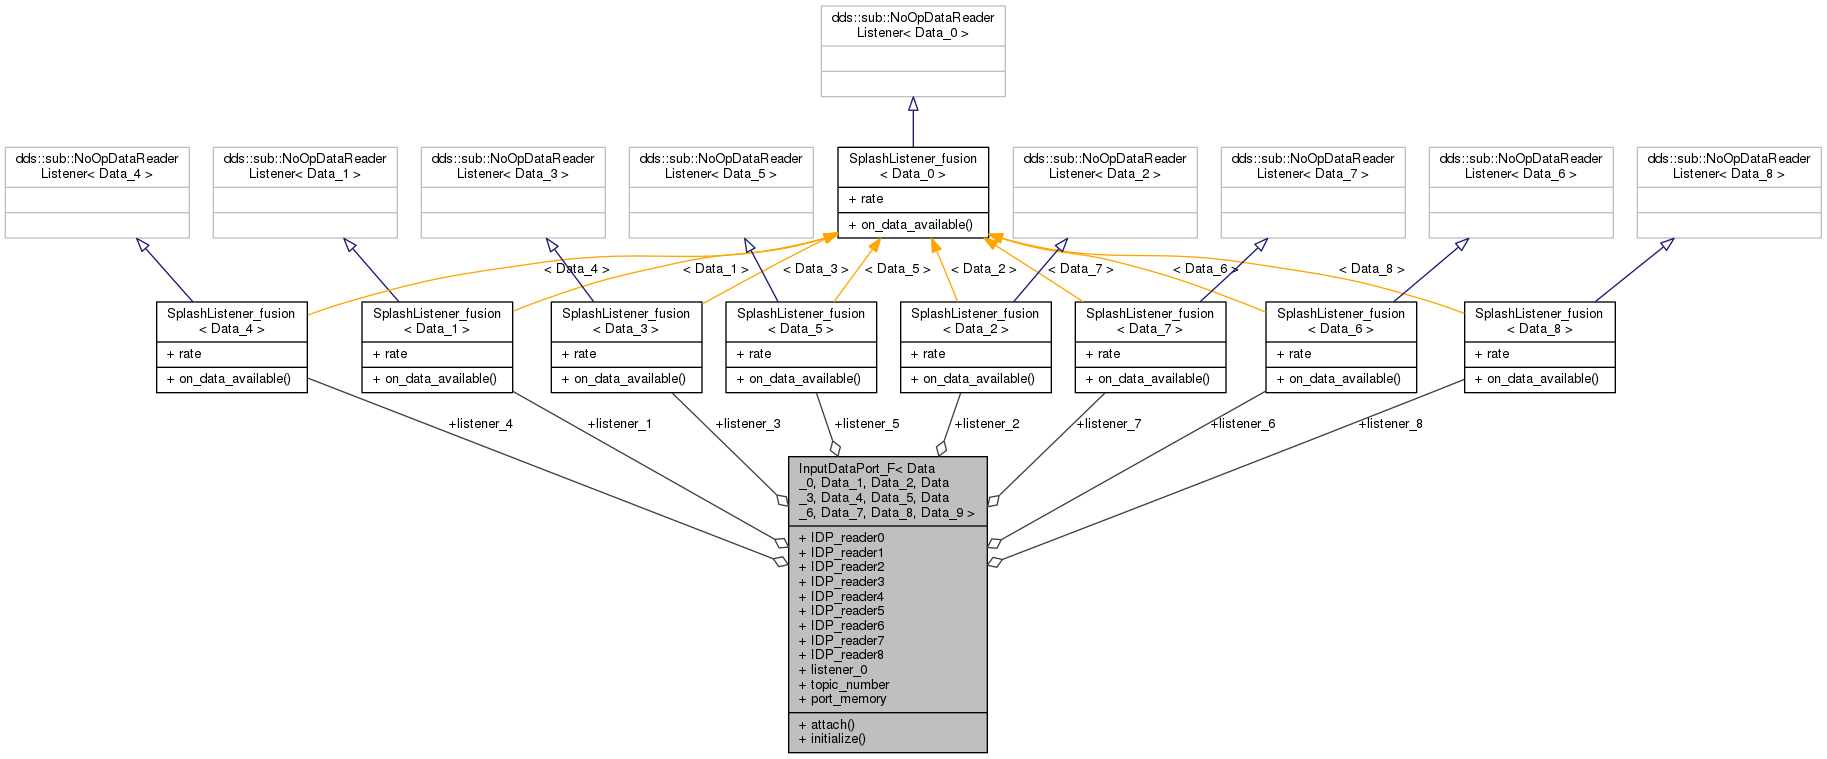 dds::sub::NoOpDataReader
Listener< Data_0 >
dds::sub::NoOpDataReader
Listener< Data_4 >
dds::sub::NoOpDataReader
Listener< Data_1 >
dds::sub::NoOpDataReader
Listener< Data_3 >
dds::sub::NoOpDataReader
Listener< Data_5 >
SplashListener_fusion
< Data_0 >
+ rate
+ on_data_available()
dds::sub::NoOpDataReader
Listener< Data_2 >
dds::sub::NoOpDataReader
Listener< Data_7 >
dds::sub::NoOpDataReader
Listener< Data_6 >
dds::sub::NoOpDataReader
Listener< Data_8 >
< Data_4 >
< Data_1 >
< Data_3 >
< Data_5 >
< Data_2 >
< Data_7 >
< Data_6 >
< Data_8 >
SplashListener_fusion
< Data_4 >
+ rate
+ on_data_available()
SplashListener_fusion
< Data_1 >
+ rate
+ on_data_available()
SplashListener_fusion
< Data_3 >
+ rate
+ on_data_available()
SplashListener_fusion
< Data_5 >
+ rate
+ on_data_available()
SplashListener_fusion
< Data_2 >
+ rate
+ on_data_available()
SplashListener_fusion
< Data_7 >
+ rate
+ on_data_available()
SplashListener_fusion
< Data_6 >
+ rate
+ on_data_available()
SplashListener_fusion
< Data_8 >
+ rate
+ on_data_available()
+listener_4
+listener_1
+listener_3
+listener_5
+listener_2
+listener_7
+listener_6
+listener_8
InputDataPort_F< Data
_0, Data_1, Data_2, Data
_3, Data_4, Data_5, Data
_6, Data_7, Data_8, Data_9 >
+ IDP_reader0
+ IDP_reader1
+ IDP_reader2
+ IDP_reader3
+ IDP_reader4
+ IDP_reader5
+ IDP_reader6
+ IDP_reader7
+ IDP_reader8
+ listener_0
+ topic_number
+ port_memory
+ attach()
+ initialize()